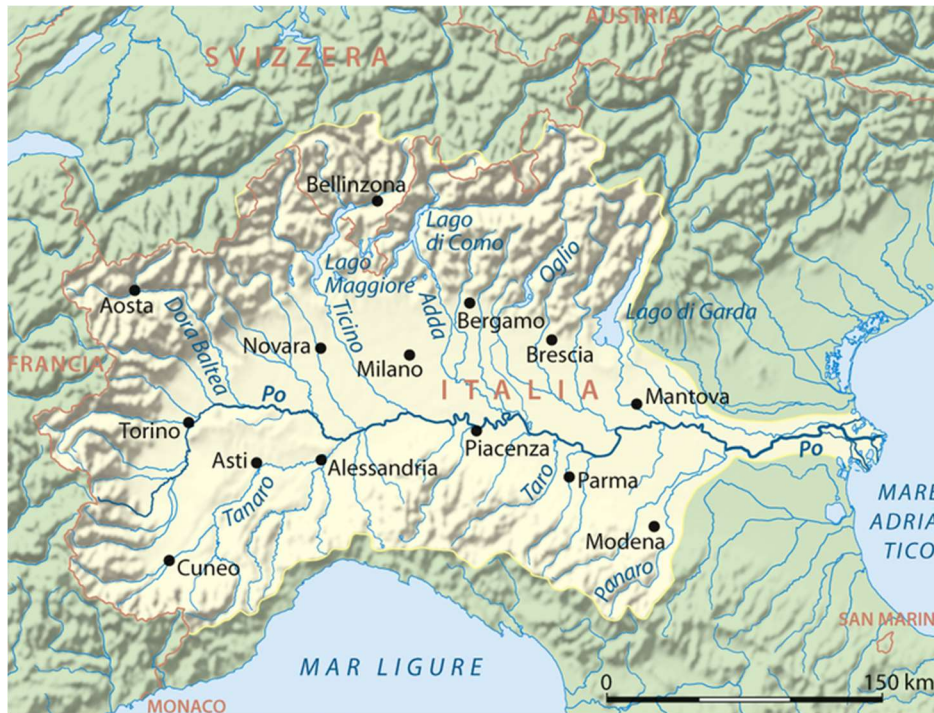 AUSTRIA
SVIZZERA
Bellinzona
Lago
di Como
Lago
Maggiore
Oglio
Aosta
Dora Baltea
Ticino
Adda
Bergamo
Lago di Garda
Novara
Milano
Brescia
FRANCIA
ITALIA
Po
Mantova
Torino
Piacenza
Po
Asti
Alessandria
Taro
Parma
Tanaro
MARE
ADRIA
TICO
Modena
Cuneo
Panaro
SAN MARIN
MAR LIGURE
0
150 km
MONACO